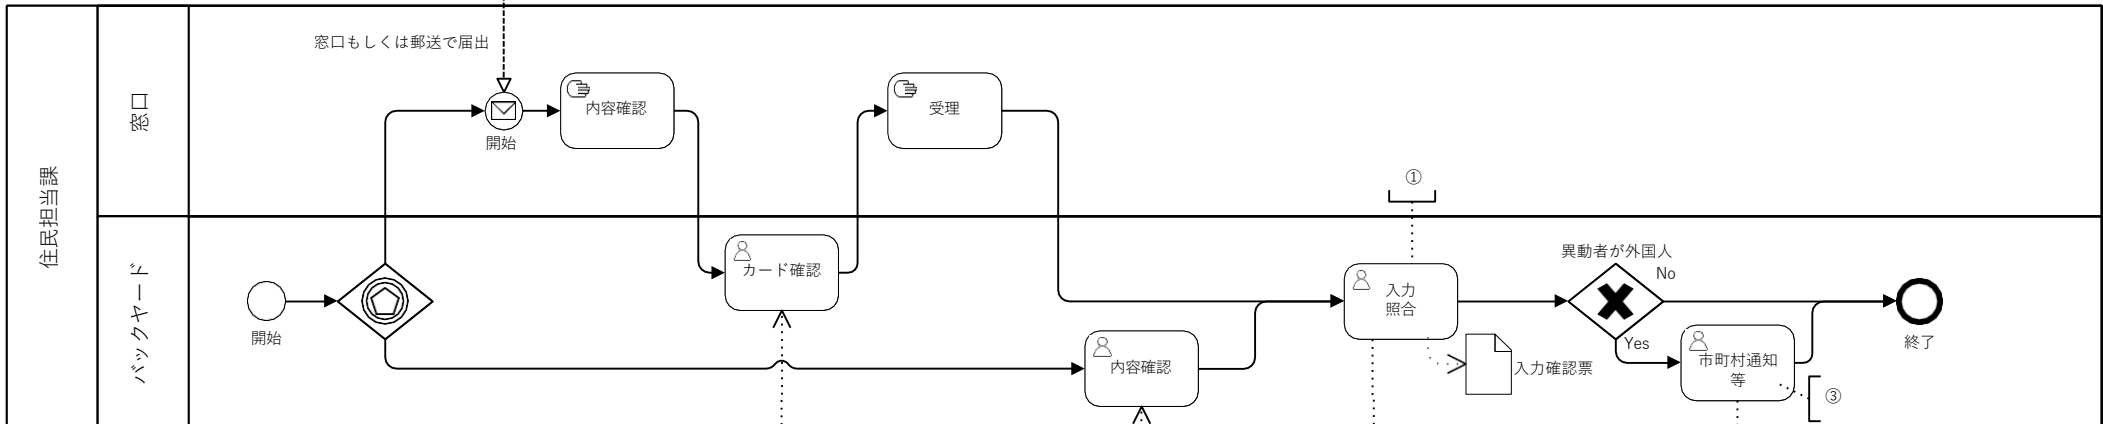 住民担当課
窓口
窓口もしくは郵送で届出
開始
内容確認
受理
①
バックヤード
開始
カード確認
内容確認
入力
照合
入力確認票
異動者が外国人
No
Yes
市町村通知
等
③
終了